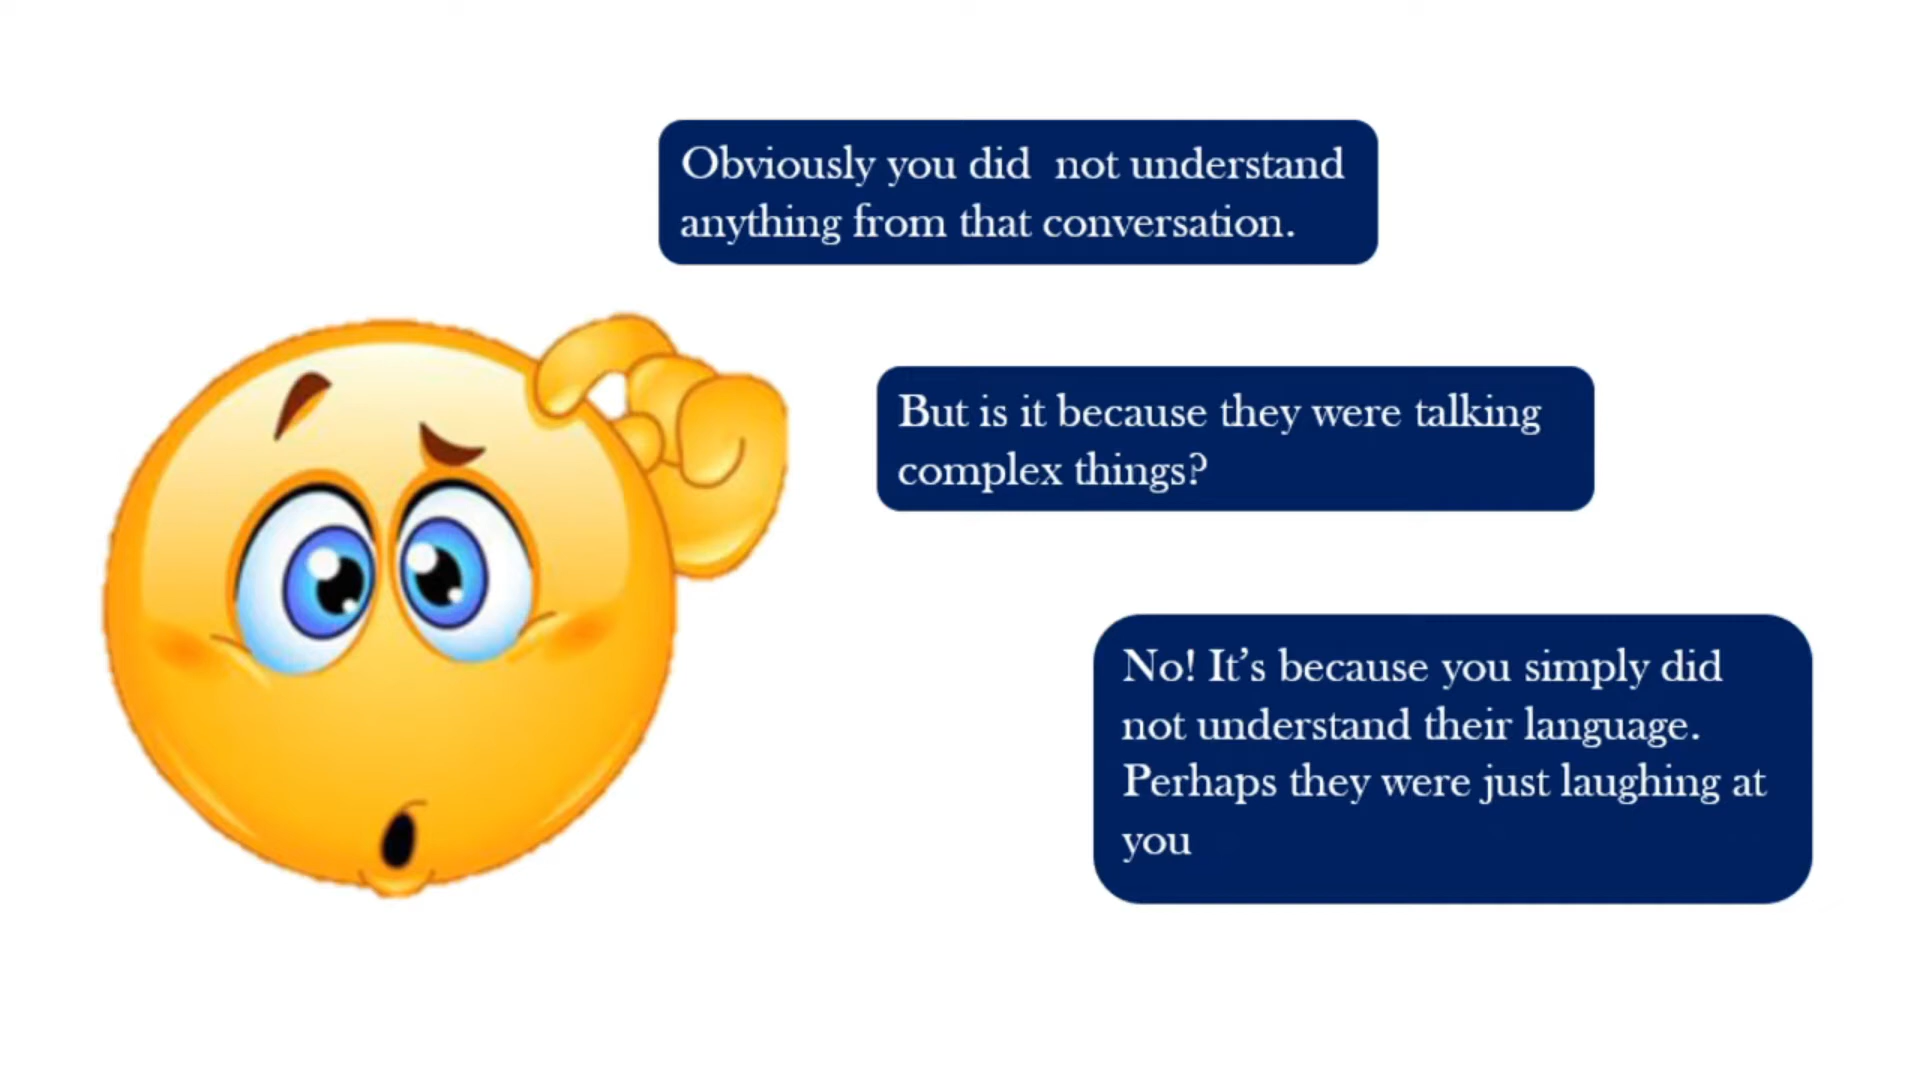 Obviously you did  not understand
anything from that conversation.
But is it because they were talking
complex things?
No! It’s because you simply did
not understand their language.
Perhaps they were just laughing at
you